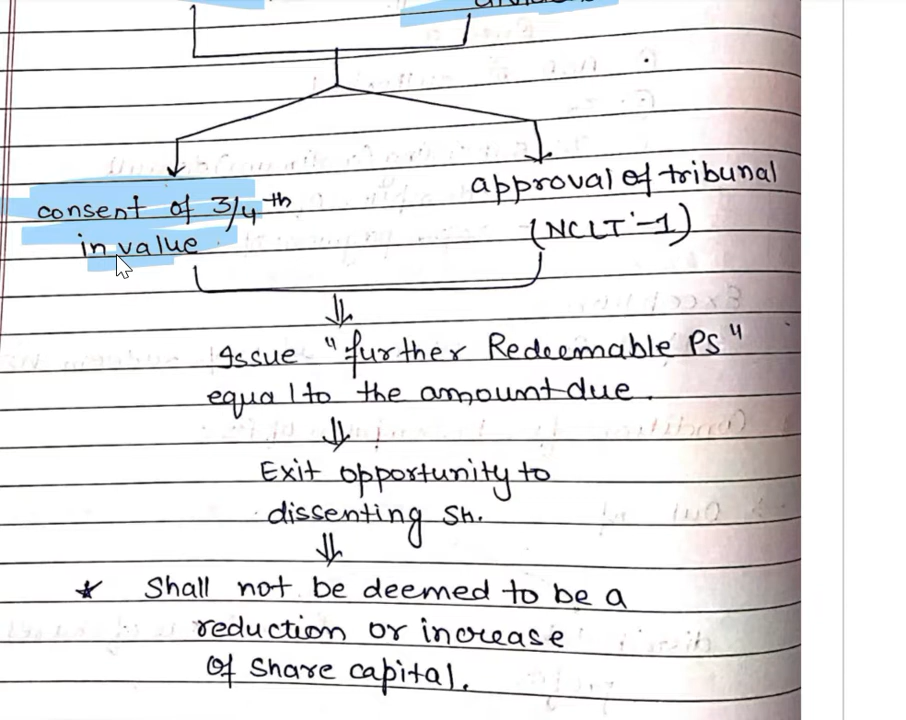 consent of 3/4th
in value
approval of tribunal
(NCLT-1)
Issue "further Redeemable PS"
equal to the amount due.
Exit opportunity to
dissenting Sh.
* Shall not be deemed to be a
reduction or increase
of share capital.